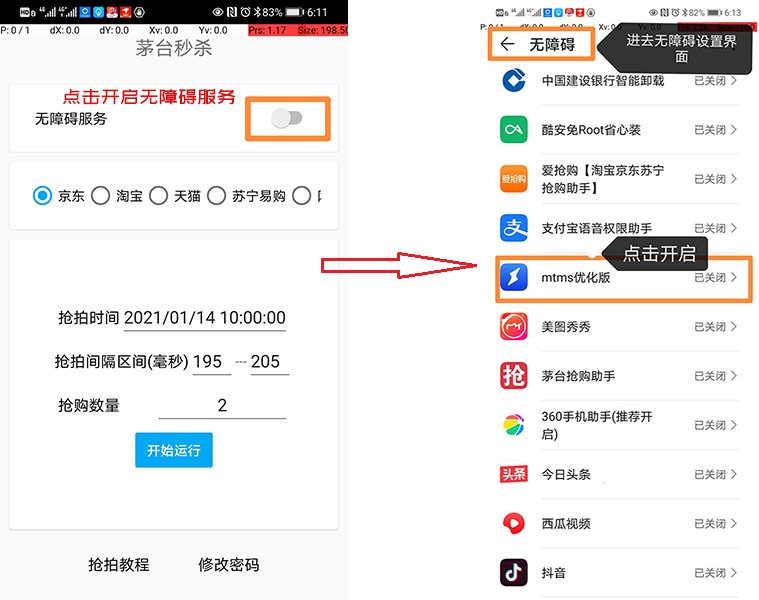 83% 6:11
P: 0 / 1 dX: 0.0 dY: 0.0 Xv: 0.0 Yv: 0.0 Prs: 1.17 Size: 198.50
茅台秒杀
点击开启无障碍服务
无障碍服务
京东 淘宝 天猫 苏宁易购
抢拍时间 2021/01/14 10:00:00
抢拍间隔区间(毫秒) 195 --- 205
抢购数量 2
开始运行
抢拍教程 修改密码
82% 6:13
无障碍
进去无障碍设置界
面
中国建设银行智能卸载 已关闭
酷安免Root省心装 已关闭
爱抢购
爱抢购【淘宝京东苏宁
抢购助手】 已关闭
支 支付宝语音权限助手 已关闭
点击开启
mtms优化版 已关闭
美图秀秀 已关闭
抢 茅台抢购助手 已关闭
360手机助手(推荐开
启) 已关闭
头条 今日头条 已关闭
西瓜视频 已关闭
抖音 已关闭